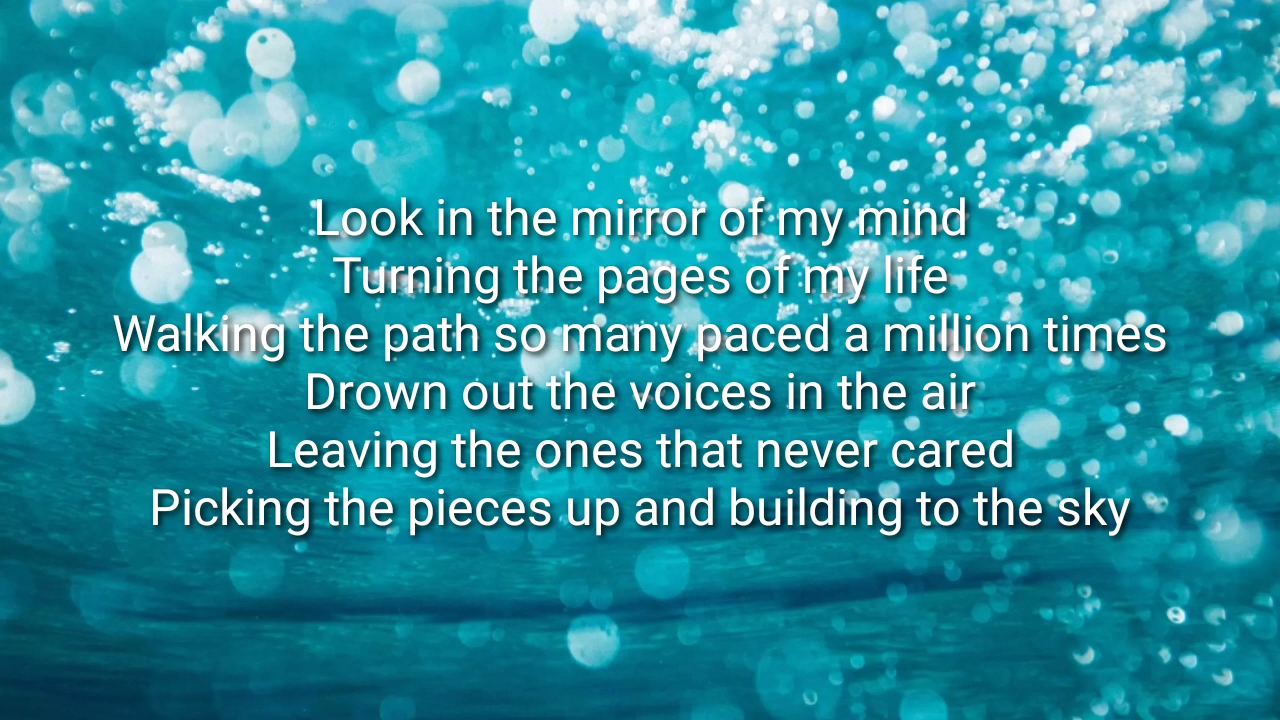 Look in the mirror of my mind
Turning the pages of my life
Walking the path so many paced a million times
Drown out the voices in the air
Leaving the ones that never cared
Picking the pieces up and building to the sky